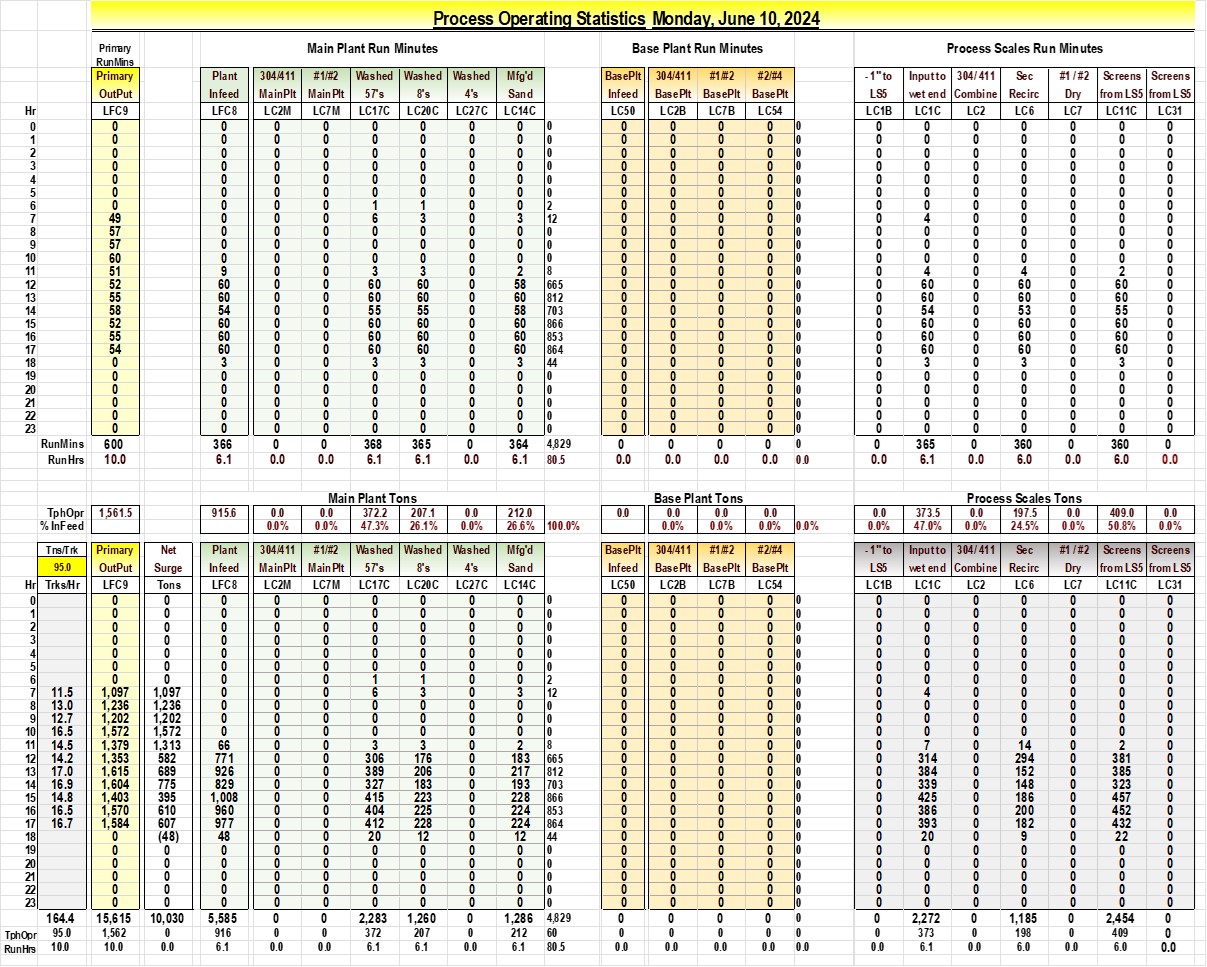 Process Operating Statistics Monday, June 10, 2024
Primary Main Plant Run Minutes Base Plant Run Minutes Process Scales Run Minutes
RunMins
Primary Plant 304/411 #1/#2 Washed Washed Washed Mfg'd BasePlt 304/411 #1/#2 #2/#4 - 1" to Input to 304/ 411 Sec #1 / #2 Screens Screens
OutPut Infeed MainPlt MainPlt 57's 8's 4's Sand Infeed BasePlt BasePlt BasePlt LS5 wet end Combine Recirc Dry from LS5 from LS5
Hr LFC9 LFC8 LC2M LC7M LC17C LC20C LC27C LC14C LC50 LC2B LC7B LC54 LC1B LC1C LC2 LC6 LC7 LC11C LC31
0 0 0 0 0 0 0 0 0 0 0 0 0 0 0 0 0 0 0 0 0 0
1 0 0 0 0 0 0 0 0 0 0 0 0 0 0 0 0 0 0 0 0 0
2 0 0 0 0 0 0 0 0 0 0 0 0 0 0 0 0 0 0 0 0 0
3 0 0 0 0 0 0 0 0 0 0 0 0 0 0 0 0 0 0 0 0 0
4 0 0 0 0 0 0 0 0 0 0 0 0 0 0 0 0 0 0 0 0 0
5 0 0 0 0 0 0 0 0 0 0 0 0 0 0 0 0 0 0 0 0 0
6 0 0 0 0 1 1 0 0 2 0 0 0 0 0 0 0 0 0 0 0 0
7 49 0 0 0 6 3 0 3 12 0 0 0 0 0 0 4 0 0 0 0 0
8 57 0 0 0 0 0 0 0 0 0 0 0 0 0 0 0 0 0 0 0 0
9 57 0 0 0 0 0 0 0 0 0 0 0 0 0 0 0 0 0 0 0 0
10 60 0 0 0 0 0 0 0 0 0 0 0 0 0 0 0 0 0 0 0 0
11 51 9 0 0 3 3 0 2 8 0 0 0 0 0 0 4 0 4 0 2 0
12 52 60 0 0 60 60 0 58 665 0 0 0 0 0 0 60 0 60 0 60 0
13 55 60 0 0 60 60 0 60 812 0 0 0 0 0 0 60 0 60 0 60 0
14 58 54 0 0 55 55 0 58 703 0 0 0 0 0 0 54 0 53 0 55 0
15 52 60 0 0 60 60 0 60 866 0 0 0 0 0 0 60 0 60 0 60 0
16 55 60 0 0 60 60 0 60 853 0 0 0 0 0 0 60 0 60 0 60 0
17 54 60 0 0 60 60 0 60 864 0 0 0 0 0 0 60 0 60 0 60 0
18 0 3 0 0 3 3 0 3 44 0 0 0 0 0 0 3 0 3 0 3 0
19 0 0 0 0 0 0 0 0 0 0 0 0 0 0 0 0 0 0 0 0 0
20 0 0 0 0 0 0 0 0 0 0 0 0 0 0 0 0 0 0 0 0 0
21 0 0 0 0 0 0 0 0 0 0 0 0 0 0 0 0 0 0 0 0 0
22 0 0 0 0 0 0 0 0 0 0 0 0 0 0 0 0 0 0 0 0 0
23 0 0 0 0 0 0 0 0 0 0 0 0 0 0 0 0 0 0 0 0 0
RunMins 600 366 0 0 368 365 0 364 4,829 0 0 0 0 0 0 365 0 360 0 360 0
RunHrs 10.0 6.1 0.0 0.0 6.1 6.1 0.0 6.1 80.5 0.0 0.0 0.0 0.0 0.0 0.0 6.1 0.0 6.0 0.0 6.0 0.0
Main Plant Tons Base Plant Tons Process Scales Tons
TphOpr 1,561.5 915.6 0.0 0.0 372.2 207.1 0.0 212.0 0.0 0.0 0.0 0.0 0.0 373.5 0.0 197.5 0.0 409.0 0.0
% InFeed 0.0% 0.0% 47.3% 26.1% 0.0% 26.6% 100.0% 0.0% 0.0% 0.0% 0.0% 0.0% 47.0% 0.0% 24.5% 0.0% 50.8% 0.0%
Tns/Trk Primary Net Plant 304/411 #1/#2 Washed Washed Washed Mfg'd BasePlt 304/411 #1/#2 #2/#4 - 1" to Input to 304/ 411 Sec #1 / #2 Screens Screens
95.0 OutPut Surge Infeed MainPlt MainPlt 57's 8's 4's Sand Infeed BasePlt BasePlt BasePlt LS5 wet end Combine Recirc Dry from LS5 from LS5
Hr Trks/Hr LFC9 Tons LFC8 LC2M LC7M LC17C LC20C LC27C LC14C LC50 LC2B LC7B LC54 LC1B LC1C LC2 LC6 LC7 LC11C LC31
0 0 0 0 0 0 0 0 0 0 0 0 0 0 0 0 0 0 0 0 0 0 0
1 0 0 0 0 0 0 0 0 0 0 0 0 0 0 0 0 0 0 0 0 0 0
2 0 0 0 0 0 0 0 0 0 0 0 0 0 0 0 0 0 0 0 0 0 0
3 0 0 0 0 0 0 0 0 0 0 0 0 0 0 0 0 0 0 0 0 0 0
4 0 0 0 0 0 0 0 0 0 0 0 0 0 0 0 0 0 0 0 0 0 0
5 0 0 0 0 0 0 0 0 0 0 0 0 0 0 0 0 0 0 0 0 0 0
6 0 0 0 0 0 1 1 0 0 2 0 0 0 0 0 0 0 0 0 0 0 0
7 11.5 1,097 1,097 0 0 0 6 3 0 3 12 0 0 0 0 0 0 4 0 0 0 0 0
8 13.0 1,236 1,236 0 0 0 0 0 0 0 0 0 0 0 0 0 0 0 0 0 0 0 0
9 12.7 1,202 1,202 0 0 0 0 0 0 0 0 0 0 0 0 0 0 0 0 0 0 0 0
10 16.5 1,572 1,572 0 0 0 0 0 0 0 0 0 0 0 0 0 0 0 0 0 0 0 0
11 14.5 1,379 1,313 66 0 0 3 3 0 2 8 0 0 0 0 0 0 7 0 14 0 2 0
12 14.2 1,353 582 771 0 0 306 176 0 183 665 0 0 0 0 0 0 314 0 294 0 381 0
13 17.0 1,615 689 926 0 0 389 206 0 217 812 0 0 0 0 0 0 384 0 152 0 385 0
14 16.9 1,604 775 829 0 0 327 183 0 193 703 0 0 0 0 0 0 339 0 148 0 323 0
15 14.8 1,403 395 1,008 0 0 415 223 0 228 866 0 0 0 0 0 0 425 0 186 0 457 0
16 16.5 1,570 610 960 0 0 404 225 0 224 853 0 0 0 0 0 0 386 0 200 0 452 0
17 16.7 1,584 607 977 0 0 412 228 0 224 864 0 0 0 0 0 0 393 0 182 0 432 0
18 0 (48) 48 0 0 20 12 0 12 44 0 0 0 0 0 0 20 0 9 0 22 0
19 0 0 0 0 0 0 0 0 0 0 0 0 0 0 0 0 0 0 0 0 0 0
20 0 0 0 0 0 0 0 0 0 0 0 0 0 0 0 0 0 0 0 0 0 0
21 0 0 0 0 0 0 0 0 0 0 0 0 0 0 0 0 0 0 0 0 0 0
22 0 0 0 0 0 0 0 0 0 0 0 0 0 0 0 0 0 0 0 0 0 0
23 0 0 0 0 0 0 0 0 0 0 0 0 0 0 0 0 0 0 0 0 0 0
164.4 15,615 10,030 5,585 0 0 2,283 1,260 0 1,286 4,829 0 0 0 0 0 0 2,272 0 1,185 0 2,454 0
TphOpr 95.0 1,562 0 916 0 0 372 207 0 212 60 0 0 0 0 0 0 373 0 198 0 409 0
RunHrs 10.0 10.0 0 6.1 0.0 0.0 6.1 6.1 0.0 6.1 80.5 0.0 0.0 0.0 0.0 0.0 0.0 6.1 0.0 6.0 0.0 6.0 0.0